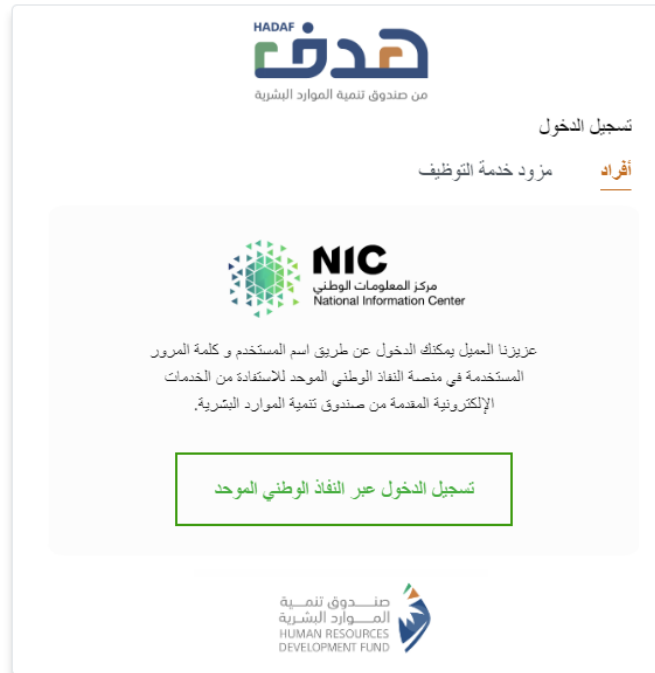 HADAF
هدف
من صندوق تنمية الموارد البشرية
تسجيل الدخول
أفراد مزود خدمة التوظيف
NIC
مركز المعلومات الوطني
National Information Center
عزيزنا العميل يمكنك الدخول عن طريق اسم المستخدم و كلمة المرور
المستخدمة في منصة النفاذ الوطني الموحد للاستفادة من الخدمات
الإلكترونية المقدمة من صندوق تنمية الموارد البشرية.
تسجيل الدخول عبر النفاذ الوطني الموحد
صنـــدوق تنمـــية
المـــوارد البشـرية
HUMAN RESOURCES
DEVELOPMENT FUND